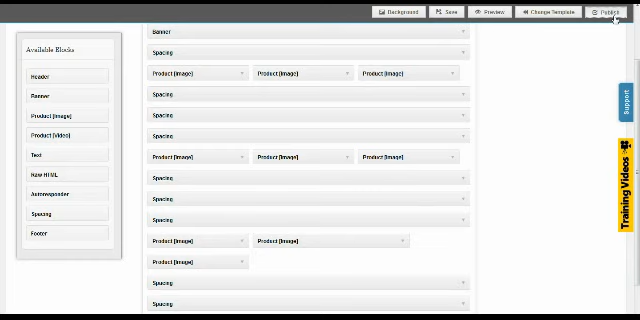 Background
Save
Preview
Change Template
Publish
Available Blocks
Header
Banner
Product [Image]
Product [Video]
Text
Raw HTML
Autoresponder
Spacing
Footer
Banner
Spacing
Product [Image] Product [Image] Product [Image]
Spacing
Spacing
Spacing
Product [Image] Product [Image] Product [Image]
Spacing
Spacing
Spacing
Product [Image] Product [Image]
Product [Image]
Spacing
Spacing
Support
Training Videos